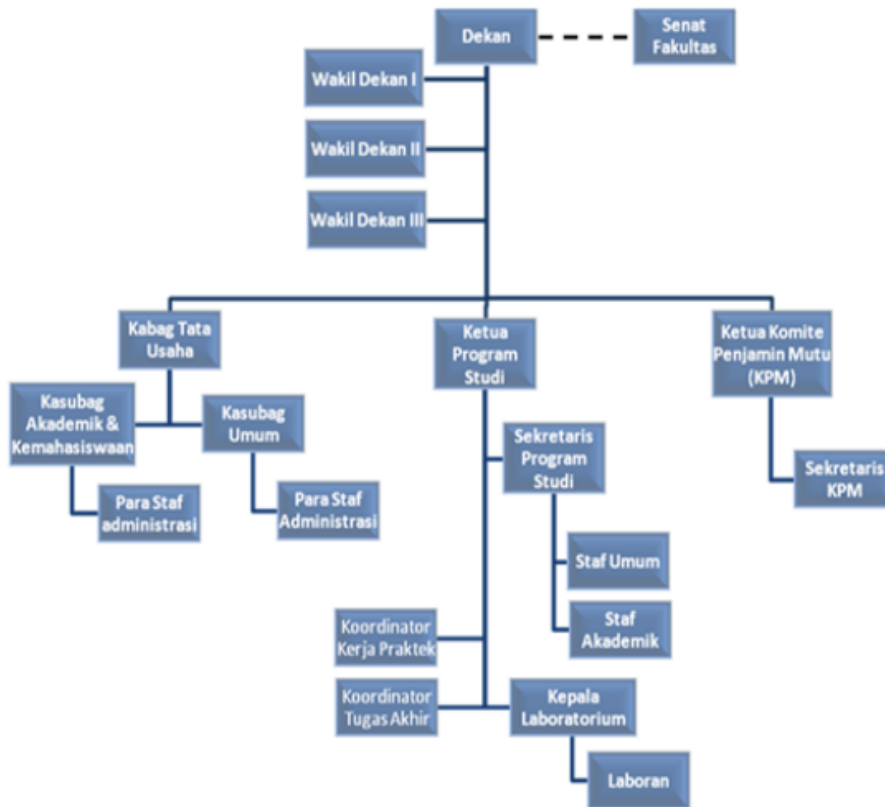 Dekan
Senat
Fakultas
Wakil Dekan I
Wakil Dekan II
Wakil Dekan III
Kabag Tata
Usaha
Ketua
Program
Studi
Ketua Komite
Penjamin Mutu
(KPM)
Kasubag
Akademik &
Kemahasiswaan
Kasubag
Umum
Sekretaris
Program
Studi
Sekretaris
KPM
Para Staf
administrasi
Para Staf
Administrasi
Staf Umum
Staf
Akademik
Koordinator
Kerja Praktek
Koordinator
Tugas Akhir
Kepala
Laboratorium
Laboran